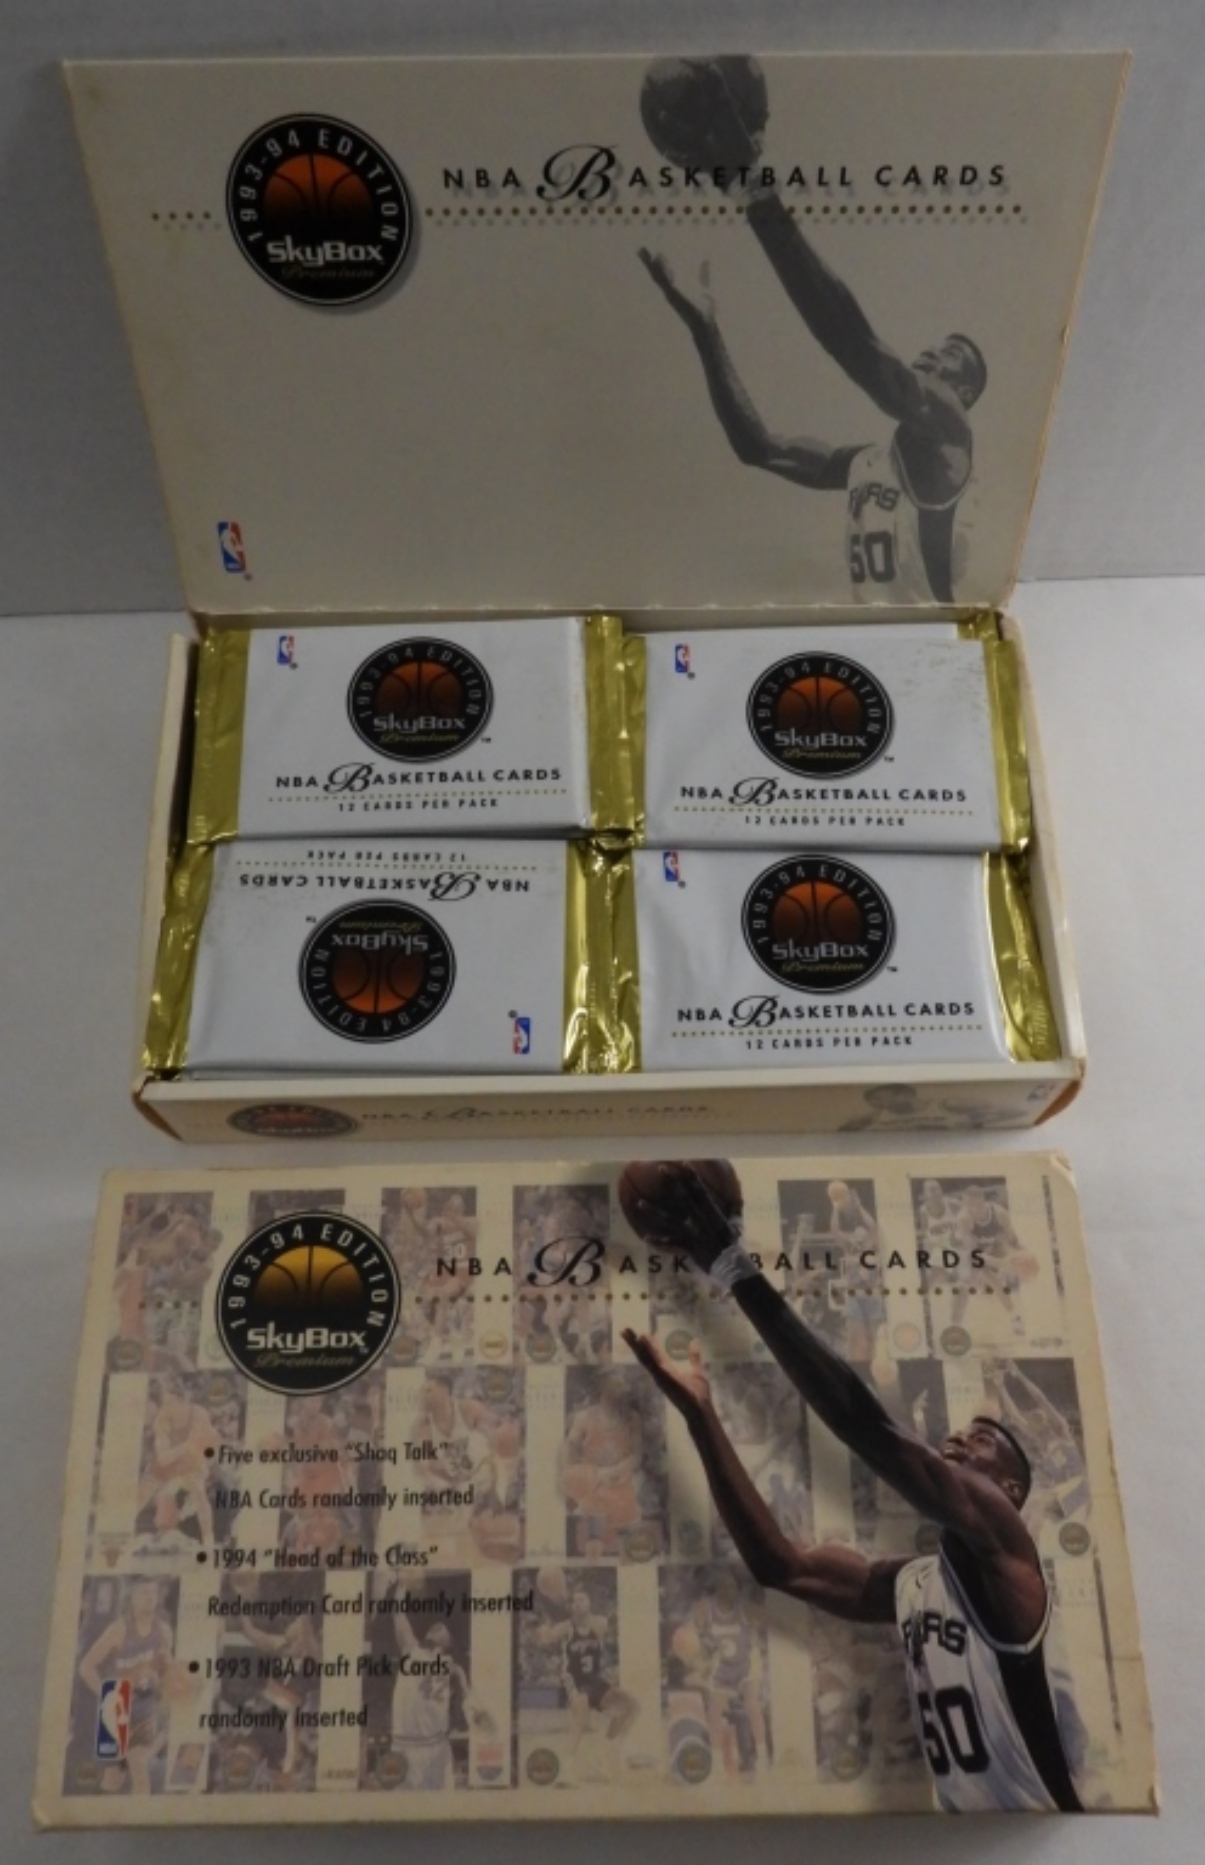 1993-94 EDITION
SkyBox
Premium
NBA BASKETBALL CARDS
50
1993-94 EDITION
SkyBox
Premium
NBA BASKETBALL CARDS
12 CARDS PER PACK
1993-94 EDITION
SkyBox
Premium
NBA BASKETBALL CARDS
12 CARDS PER PACK
12 CARDS PER PACK
NBA BASKETBALL CARDS
SkyBox
Premium
1993-94 EDITION
1993-94 EDITION
SkyBox
Premium
NBA BASKETBALL CARDS
12 CARDS PER PACK
SkyBox
NBA BASKETBALL CARDS
1993-94 EDITION
SkyBox
Premium
NBA BASK BALL CARDS
• Five exclusive "Shaq Talk"
NBA Cards randomly inserted
• 1994 "Head of the Class"
Redemption Card randomly inserted
• 1993 NBA Draft Pick Cards
randomly inserted
50